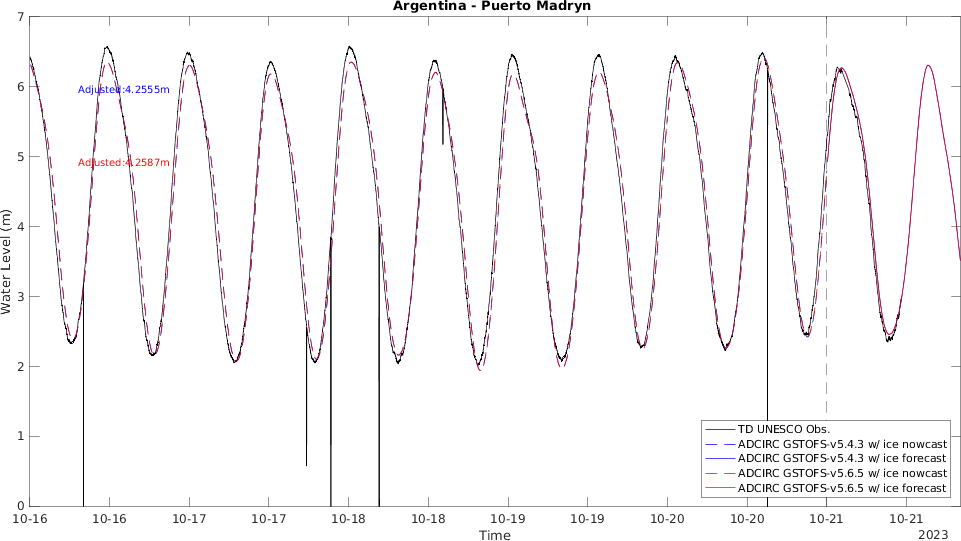 Argentina - Puerto Madryn
7
6
5
4
3
2
1
0
Water Level (m)
Adjusted:4.2555m
Adjusted:4.2587m
TD UNESCO Obs.
ADCIRC GSTOFS-v5.4.3 w/ ice nowcast
ADCIRC GSTOFS-v5.4.3 w/ ice forecast
ADCIRC GSTOFS-v5.6.5 w/ ice nowcast
ADCIRC GSTOFS-v5.6.5 w/ ice forecast
10-16 10-16 10-17 10-17 10-18 10-18 10-19 10-19 10-20 10-20 10-21 10-21
Time
2023